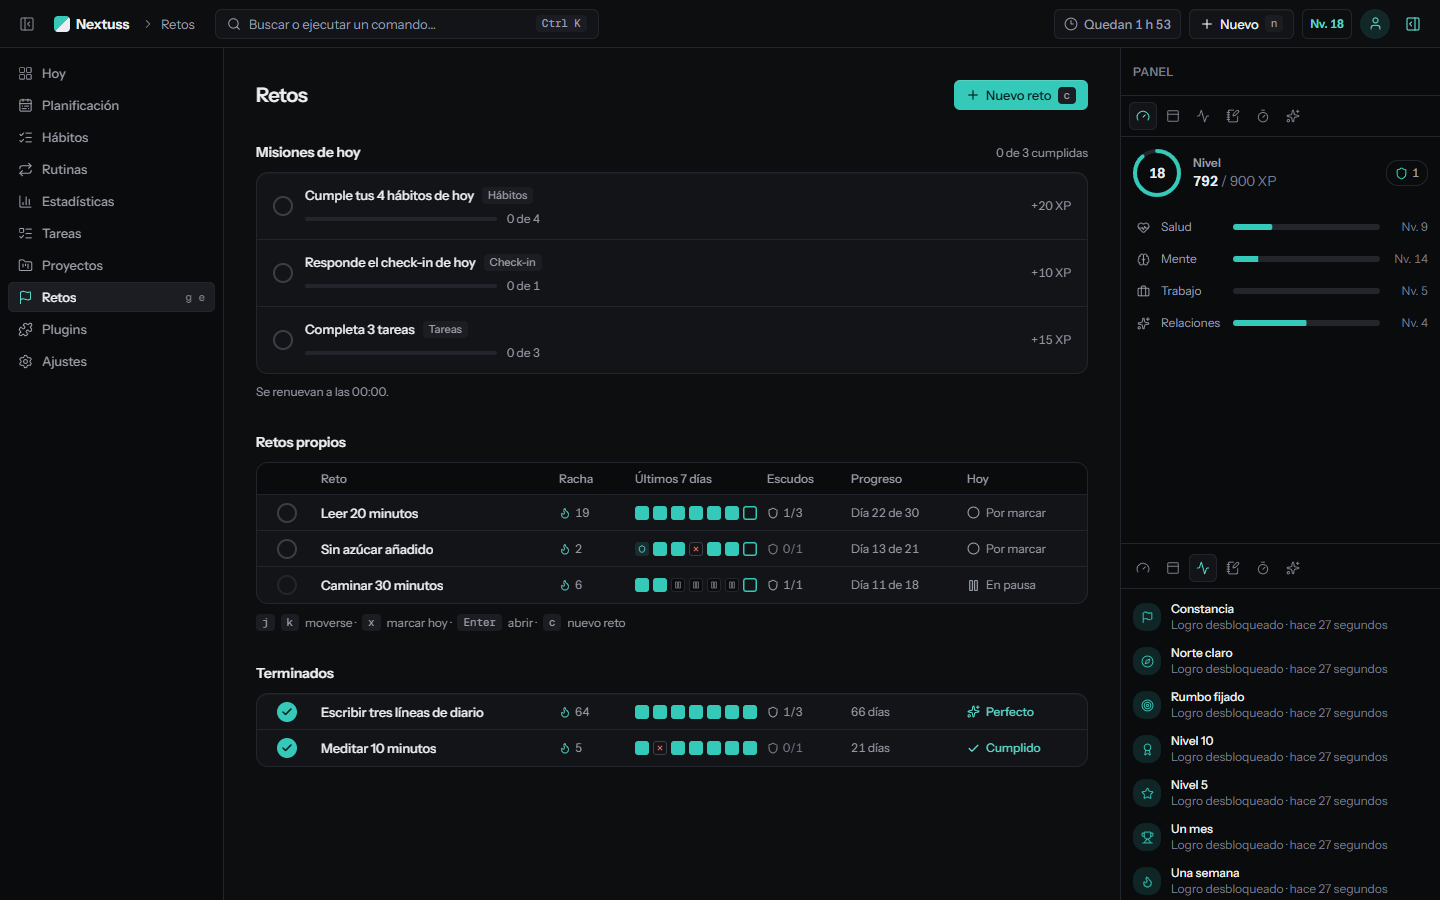 Nextuss
Retos
Buscar o ejecutar un comando...
Ctrl K
Quedan 1 h 53
Nuevo n
Nv. 18
Hoy
Planificación
Hábitos
Rutinas
Estadísticas
Tareas
Proyectos
Retos g e
Plugins
Ajustes
Retos
Nuevo reto c
Misiones de hoy
0 de 3 cumplidas
Cumple tus 4 hábitos de hoy Hábitos
0 de 4
+20 XP
Responde el check-in de hoy Check-in
0 de 1
+10 XP
Completa 3 tareas Tareas
0 de 3
+15 XP
Se renuevan a las 00:00.
Retos propios
Reto Racha Últimos 7 días Escudos Progreso Hoy
Leer 20 minutos 19 1/3 Día 22 de 30 Por marcar
Sin azúcar añadido 2 0/1 Día 13 de 21 Por marcar
Caminar 30 minutos 6 1/1 Día 11 de 18 En pausa
j k moverse · x marcar hoy · Enter abrir · c nuevo reto
Terminados
Escribir tres líneas de diario 64 1/3 66 días Perfecto
Meditar 10 minutos 5 0/1 21 días Cumplido
PANEL
18
Nivel
792 / 900 XP
1
Salud Nv. 9
Mente Nv. 14
Trabajo Nv. 5
Relaciones Nv. 4
Constancia
Logro desbloqueado · hace 27 segundos
Norte claro
Logro desbloqueado · hace 27 segundos
Rumbo fijado
Logro desbloqueado · hace 27 segundos
Nivel 10
Logro desbloqueado · hace 27 segundos
Nivel 5
Logro desbloqueado · hace 27 segundos
Un mes
Logro desbloqueado · hace 27 segundos
Una semana
Logro desbloqueado · hace 27 segundos